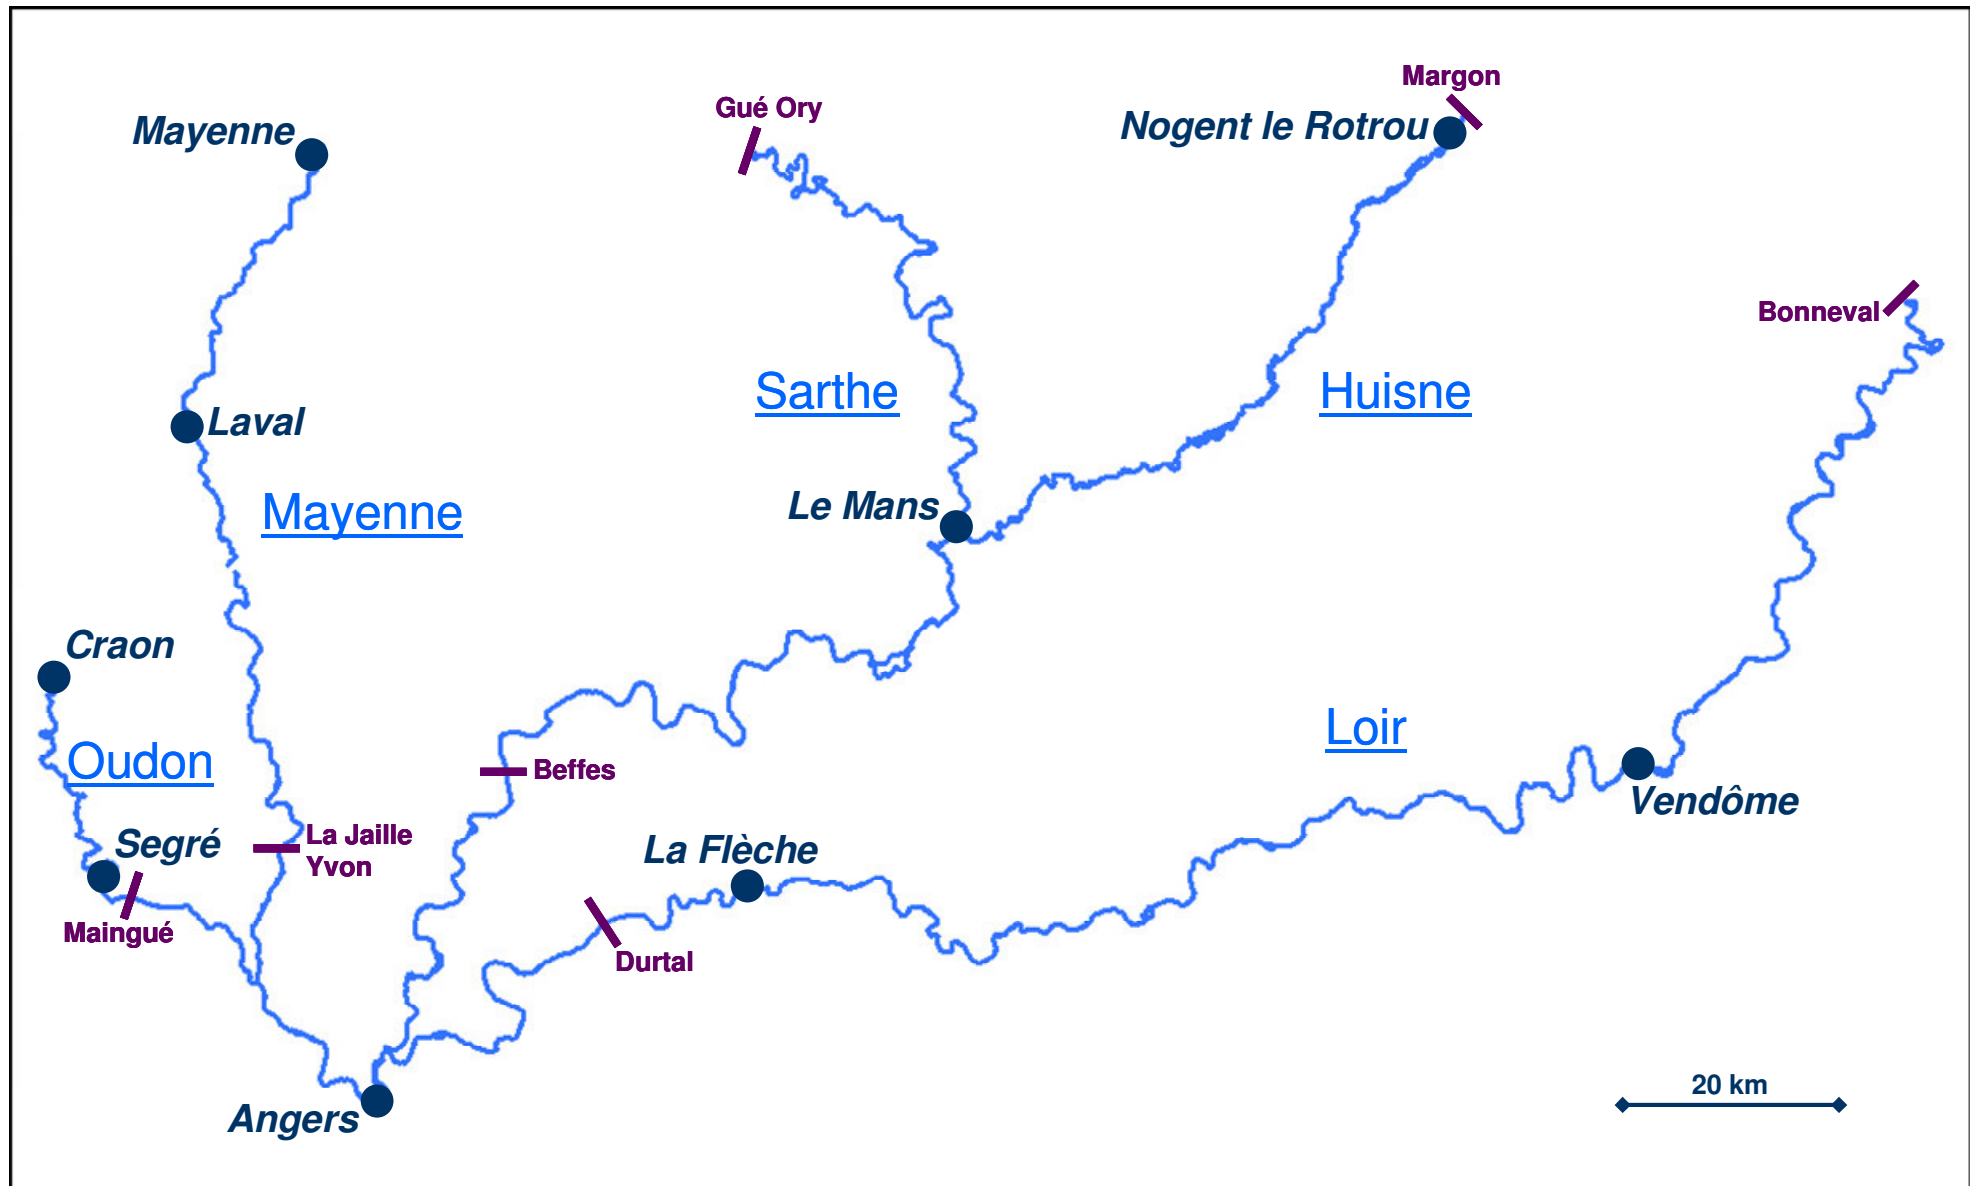 Margon
Gué Ory
Nogent le Rotrou
Mayenne
Bonneval
Sarthe
Huisne
Laval
Mayenne
Le Mans
Craon
Loir
Oudon
Beffes
Vendôme
La Jaille
Yvon
Segré
La Flèche
Maingué
Durtal
20 km
Angers